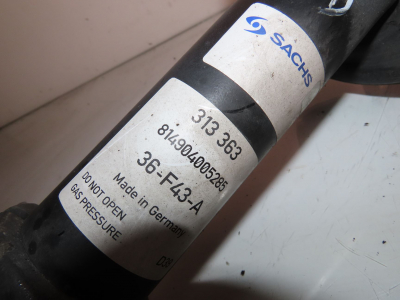 SACHS
313 363
814904005285
36-F43-A
Made in Germany
DO NOT OPEN
GAS PRESSURE